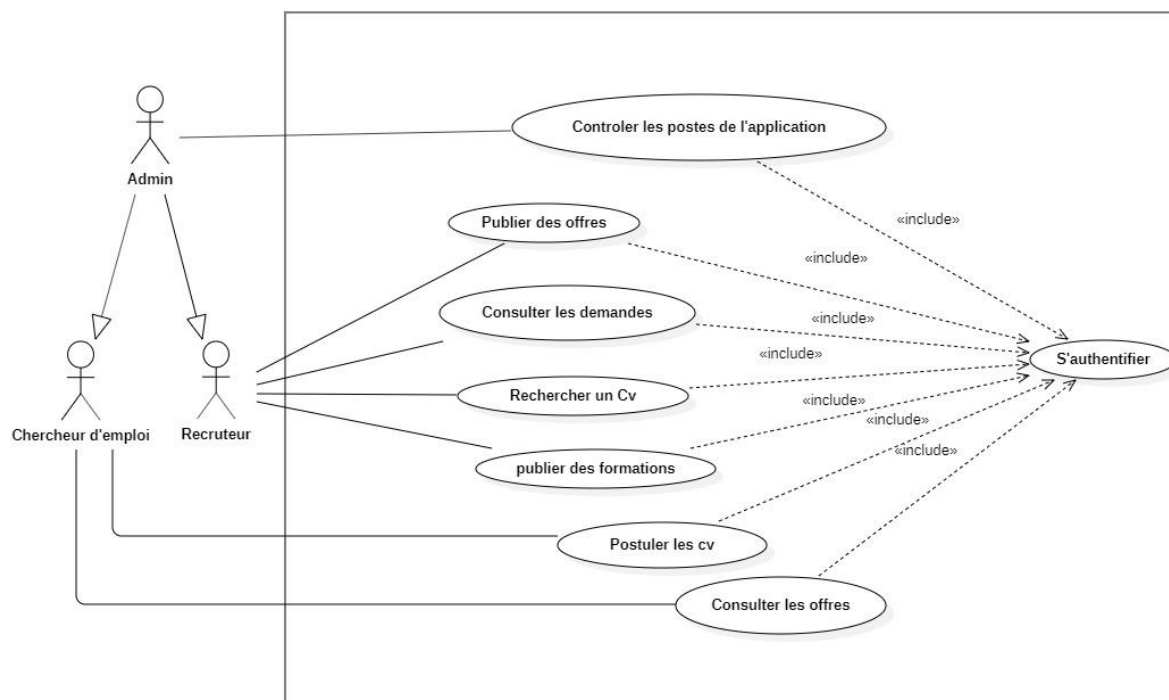 Controler les postes de l'application
Admin
Publier des offres
«include»
«include»
Consulter les demandes
«include»
«include»
S'authentifier
Rechercher un Cv
«include»
«include»
Chercheur d'emploi
Recruteur
«include»
publier des formations
Postuler les cv
Consulter les offres